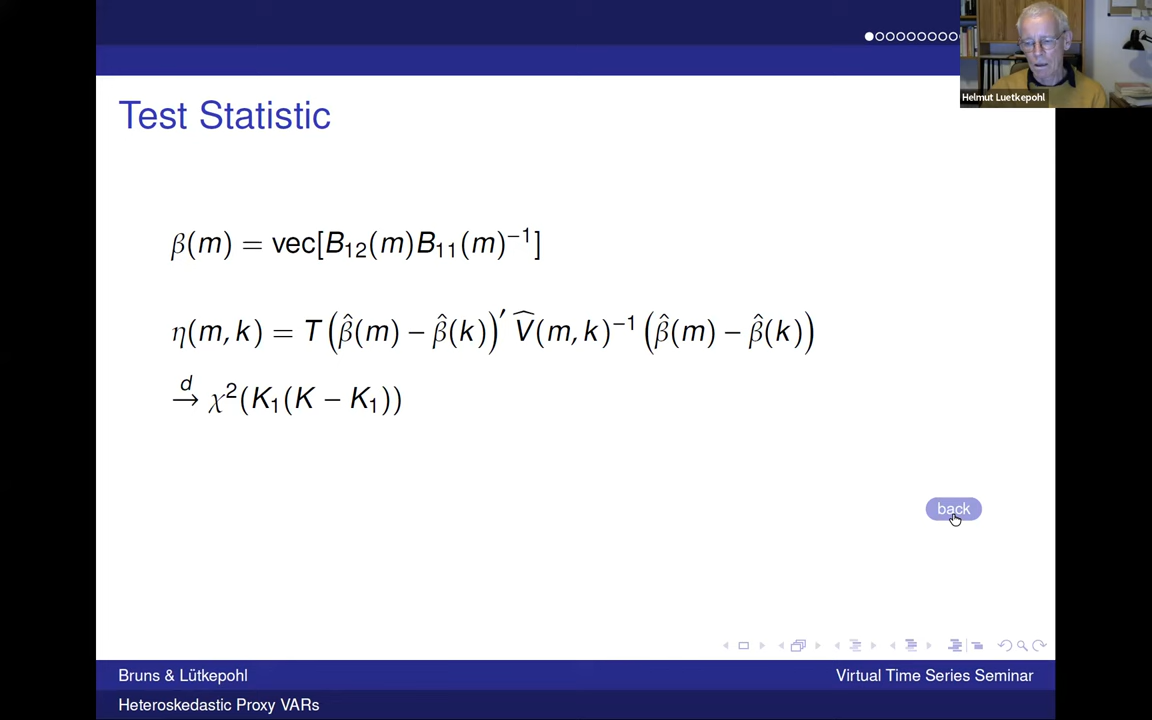 Helmut Luetkepohl
Test Statistic
β(m) = vec[B₁₂(m)B₁₁(m)⁻¹]
η(m, k) = T(β̂(m) − β̂(k))′ V̂(m, k)⁻¹ (β̂(m) − β̂(k))
→ᵈ χ²(K₁(K − K₁))
back
Bruns & Lütkepohl
Virtual Time Series Seminar
Heteroskedastic Proxy VARs